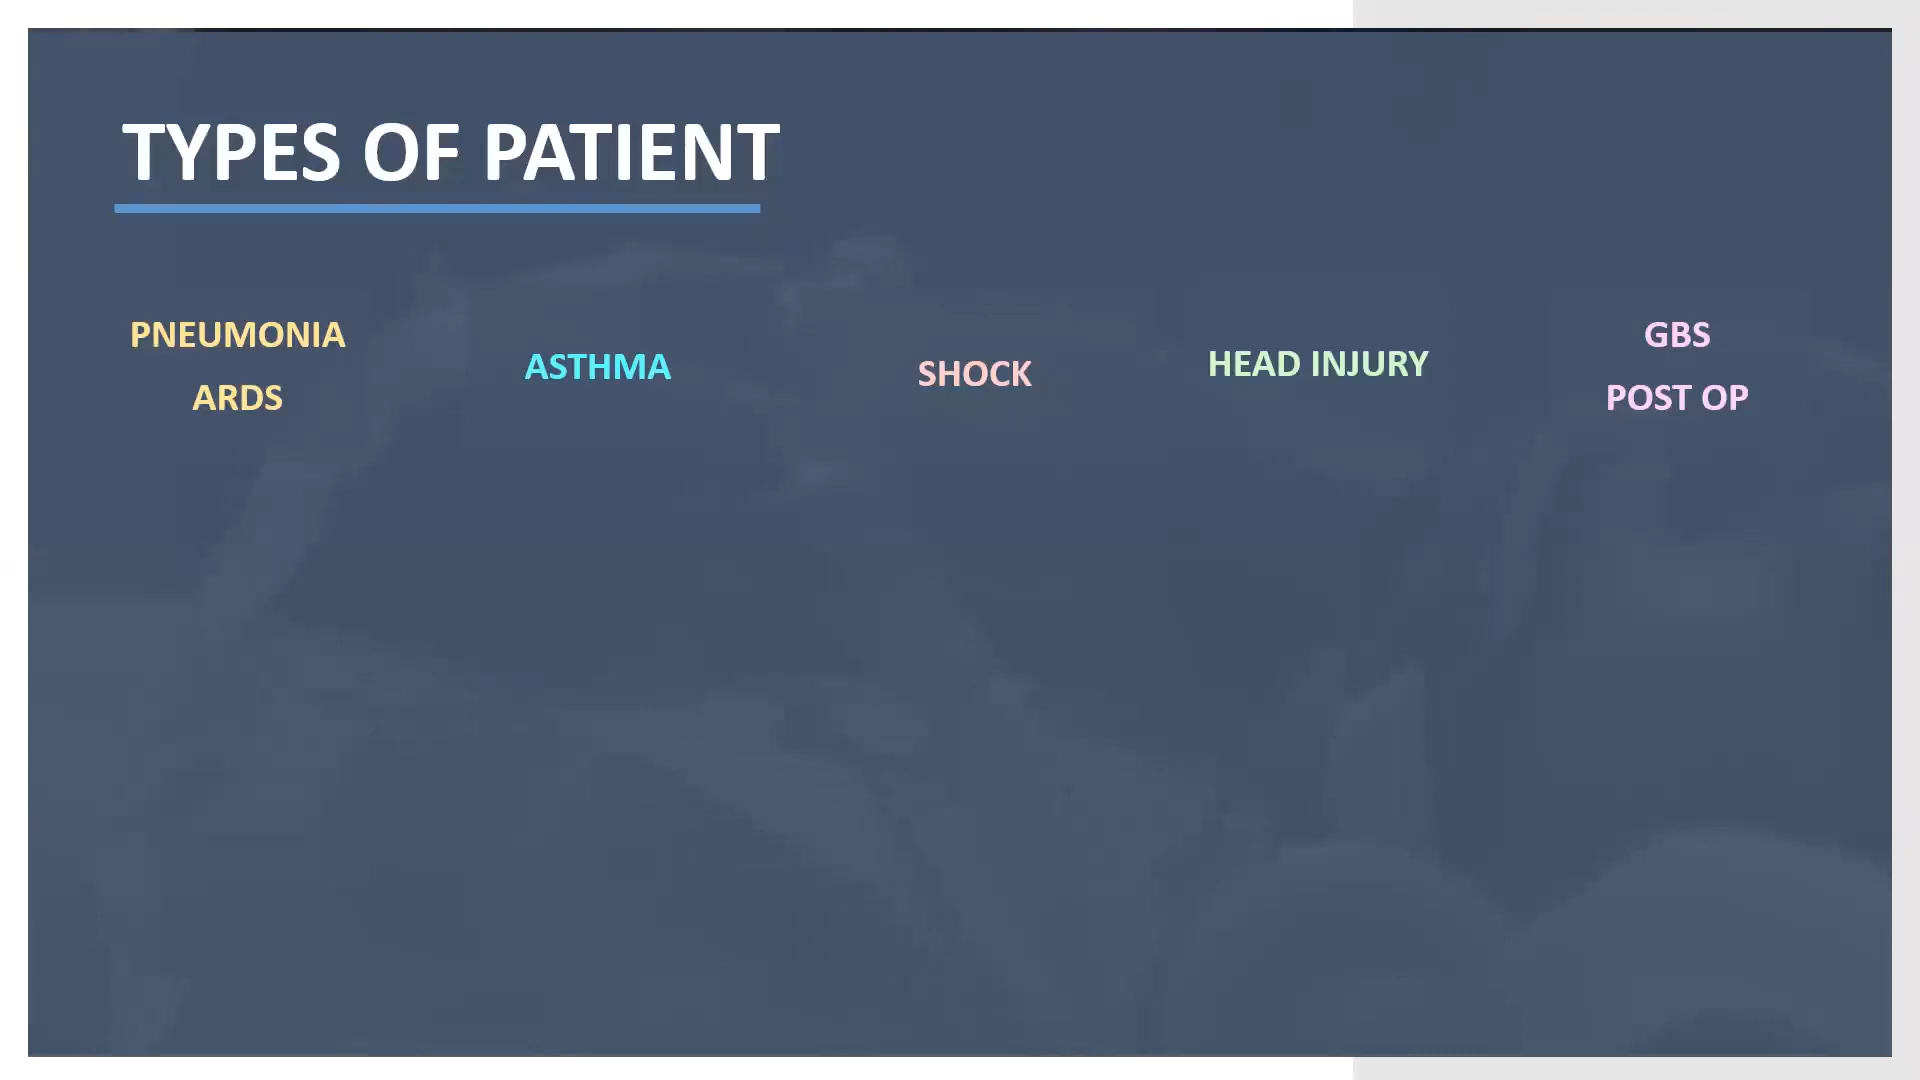 TYPES OF PATIENT
PNEUMONIA
ARDS
ASTHMA
SHOCK
HEAD INJURY
GBS
POST OP